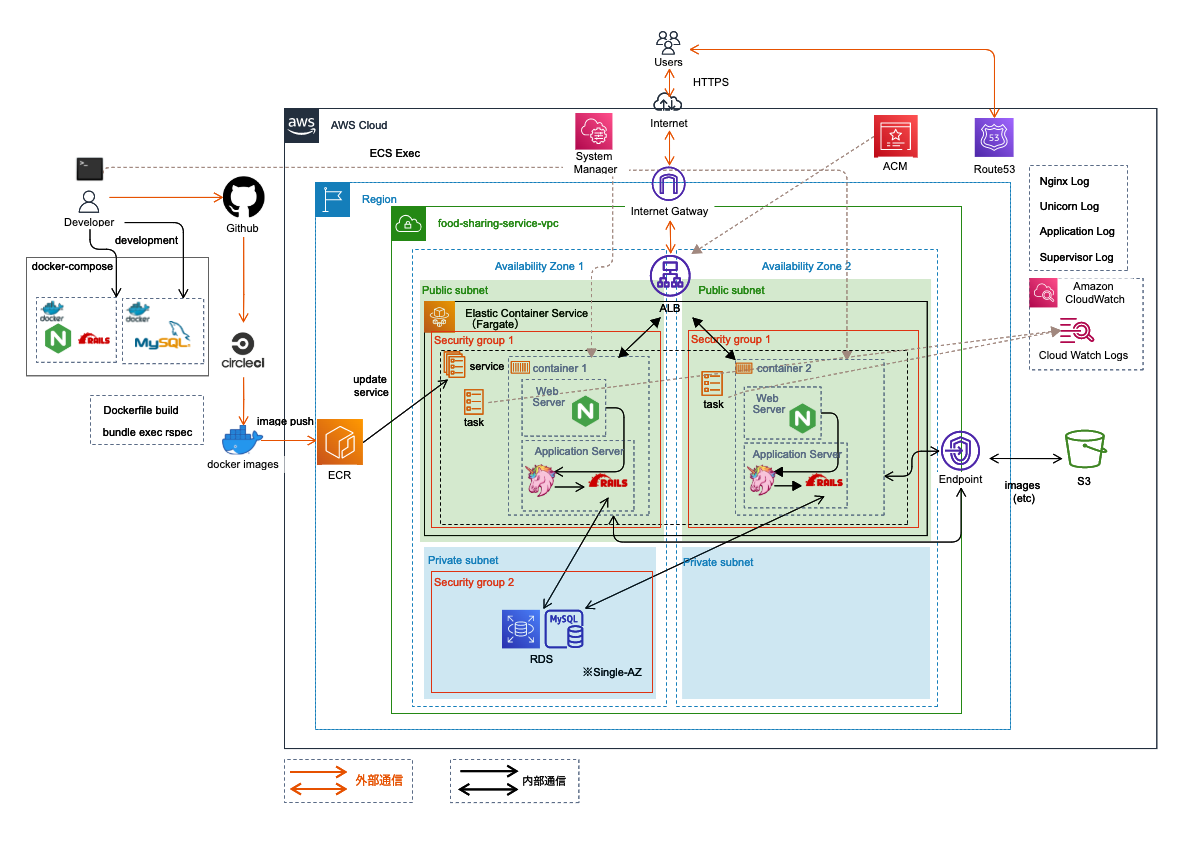 Users
HTTPS
Internet
aws
AWS Cloud
ECS Exec
System
Manager
ACM
53
Route53
>_
Developer
Github
development
docker-compose
docker
RAILS
docker
MySQL
Region
food-sharing-service-vpc
Internet Gatway
Availability Zone 1
Availability Zone 2
Nginx Log
Unicorn Log
Application Log
Supervisor Log
Amazon
CloudWatch
Cloud Watch Logs
Public subnet
Public subnet
ALB
Elastic Container Service
（Fargate）
Security group 1
Security group 1
service
container 1
container 2
task
task
Web
Server
N
Web
Server
N
Application Server
RAILS
Application Server
RAILS
circleci
update
service
Dockerfile build
bundle exec rspec
image push
docker images
ECR
Endpoint
images
(etc)
S3
Private subnet
Private subnet
Security group 2
MySQL
RDS
※Single-AZ
外部通信
内部通信